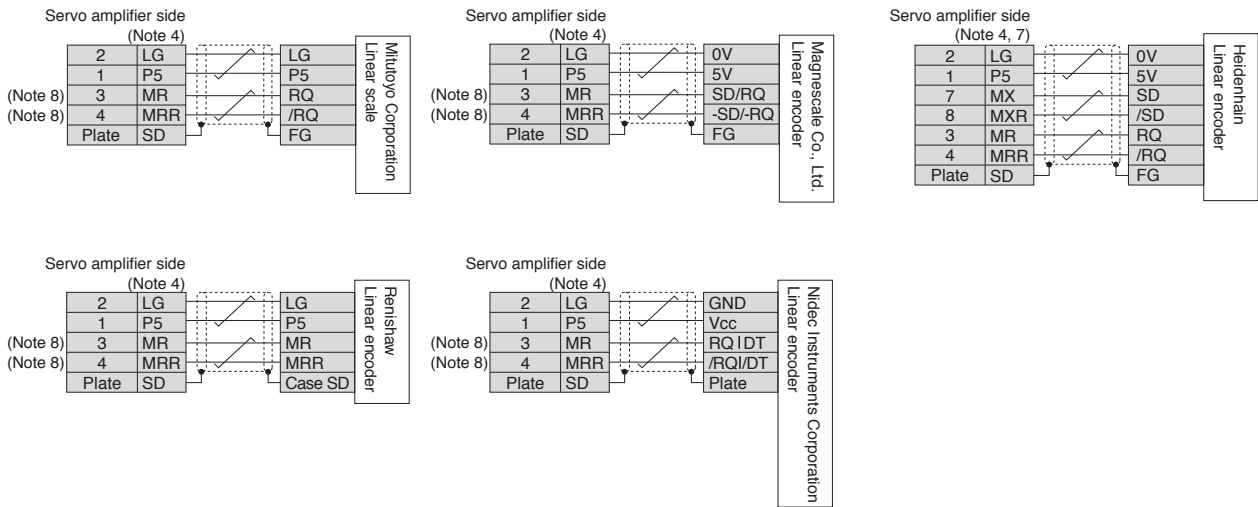 Servo amplifier side
(Note 4)
2 LG LG
1 P5 P5
(Note 8) 3 MR RQ
(Note 8) 4 MRR /RQ
Plate SD FG
Mitutoyo Corporation
Linear scale
Servo amplifier side
(Note 4)
2 LG 0V
1 P5 5V
(Note 8) 3 MR SD/RQ
(Note 8) 4 MRR -SD/-RQ
Plate SD FG
Magnescale Co., Ltd.
Linear encoder
Servo amplifier side
(Note 4, 7)
2 LG 0V
1 P5 5V
7 MX SD
8 MXR /SD
3 MR RQ
4 MRR /RQ
Plate SD FG
Heidenhain
Linear encoder
Servo amplifier side
(Note 4)
2 LG LG
1 P5 P5
(Note 8) 3 MR MR
(Note 8) 4 MRR MRR
Plate SD Case SD
Renishaw
Linear encoder
Servo amplifier side
(Note 4)
2 LG GND
1 P5 Vcc
(Note 8) 3 MR RQ I DT
(Note 8) 4 MRR /RQI/DT
Plate SD Plate
Nidec Instruments Corporation
Linear encoder